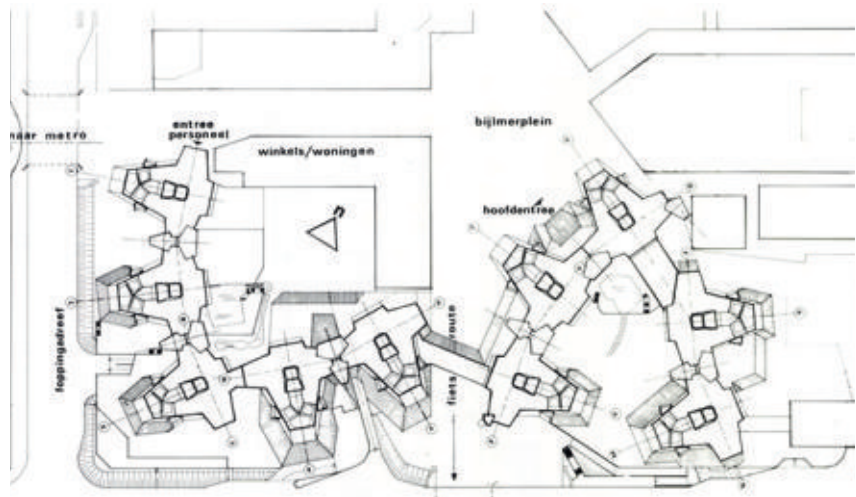 naar metro
entree
personeel
winkels/woningen
bijlmerplein
hoofdentree
n
foppingadreef
fiets route